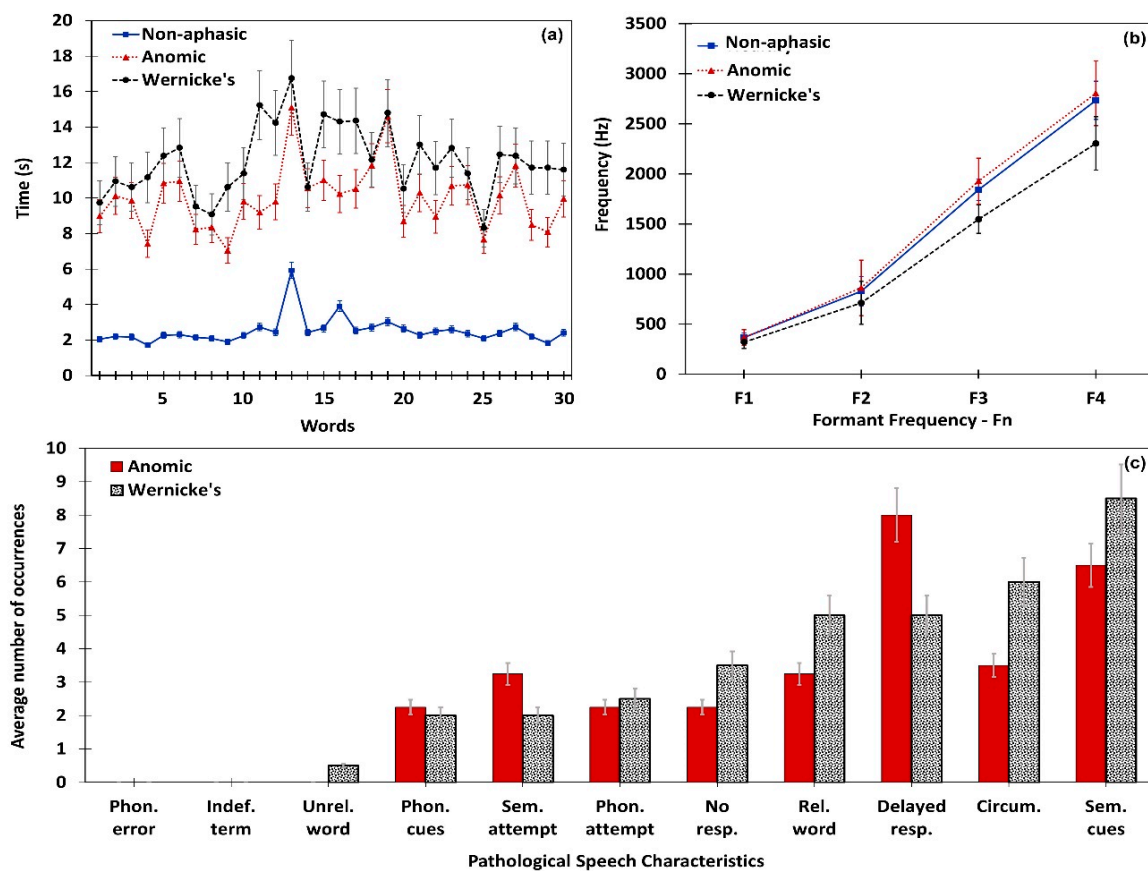 (a)
20
18
16
14
12
10
8
6
4
2
0
Time (s)
Non-aphasic
Anomic
Wernicke's
5 10 15 20 25 30
Words
(b)
3500
3000
2500
2000
1500
1000
500
0
Frequency (Hz)
Non-aphasic
Anomic
Wernicke's
F1 F2 F3 F4
Formant Frequency - Fn
(c)
10
9
8
7
6
5
4
3
2
1
0
Average number of occurrences
Anomic
Wernicke's
Phon. error
Indef. term
Unrel. word
Phon. cues
Sem. attempt
Phon. attempt
No resp.
Rel. word
Delayed resp.
Circum.
Sem. cues
Pathological Speech Characteristics